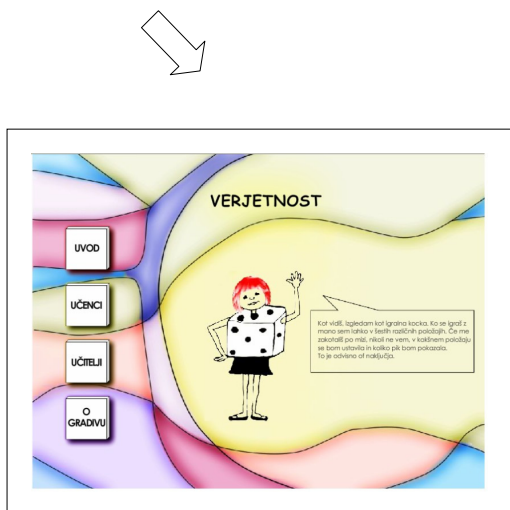 VERJETNOST
UVOD
UČENCI
UČITELJI
O
GRADIVU
Kot vidiš, izgledam kot igralna kocka. Ko se igraš z
mano sem lahko v šestih različnih položajih. Če me
zakotališ po mizi, nikoli ne vem, v kakšnem položaju
se bom ustavila in koliko pik bom pokazala.
To je odvisno of naključja.